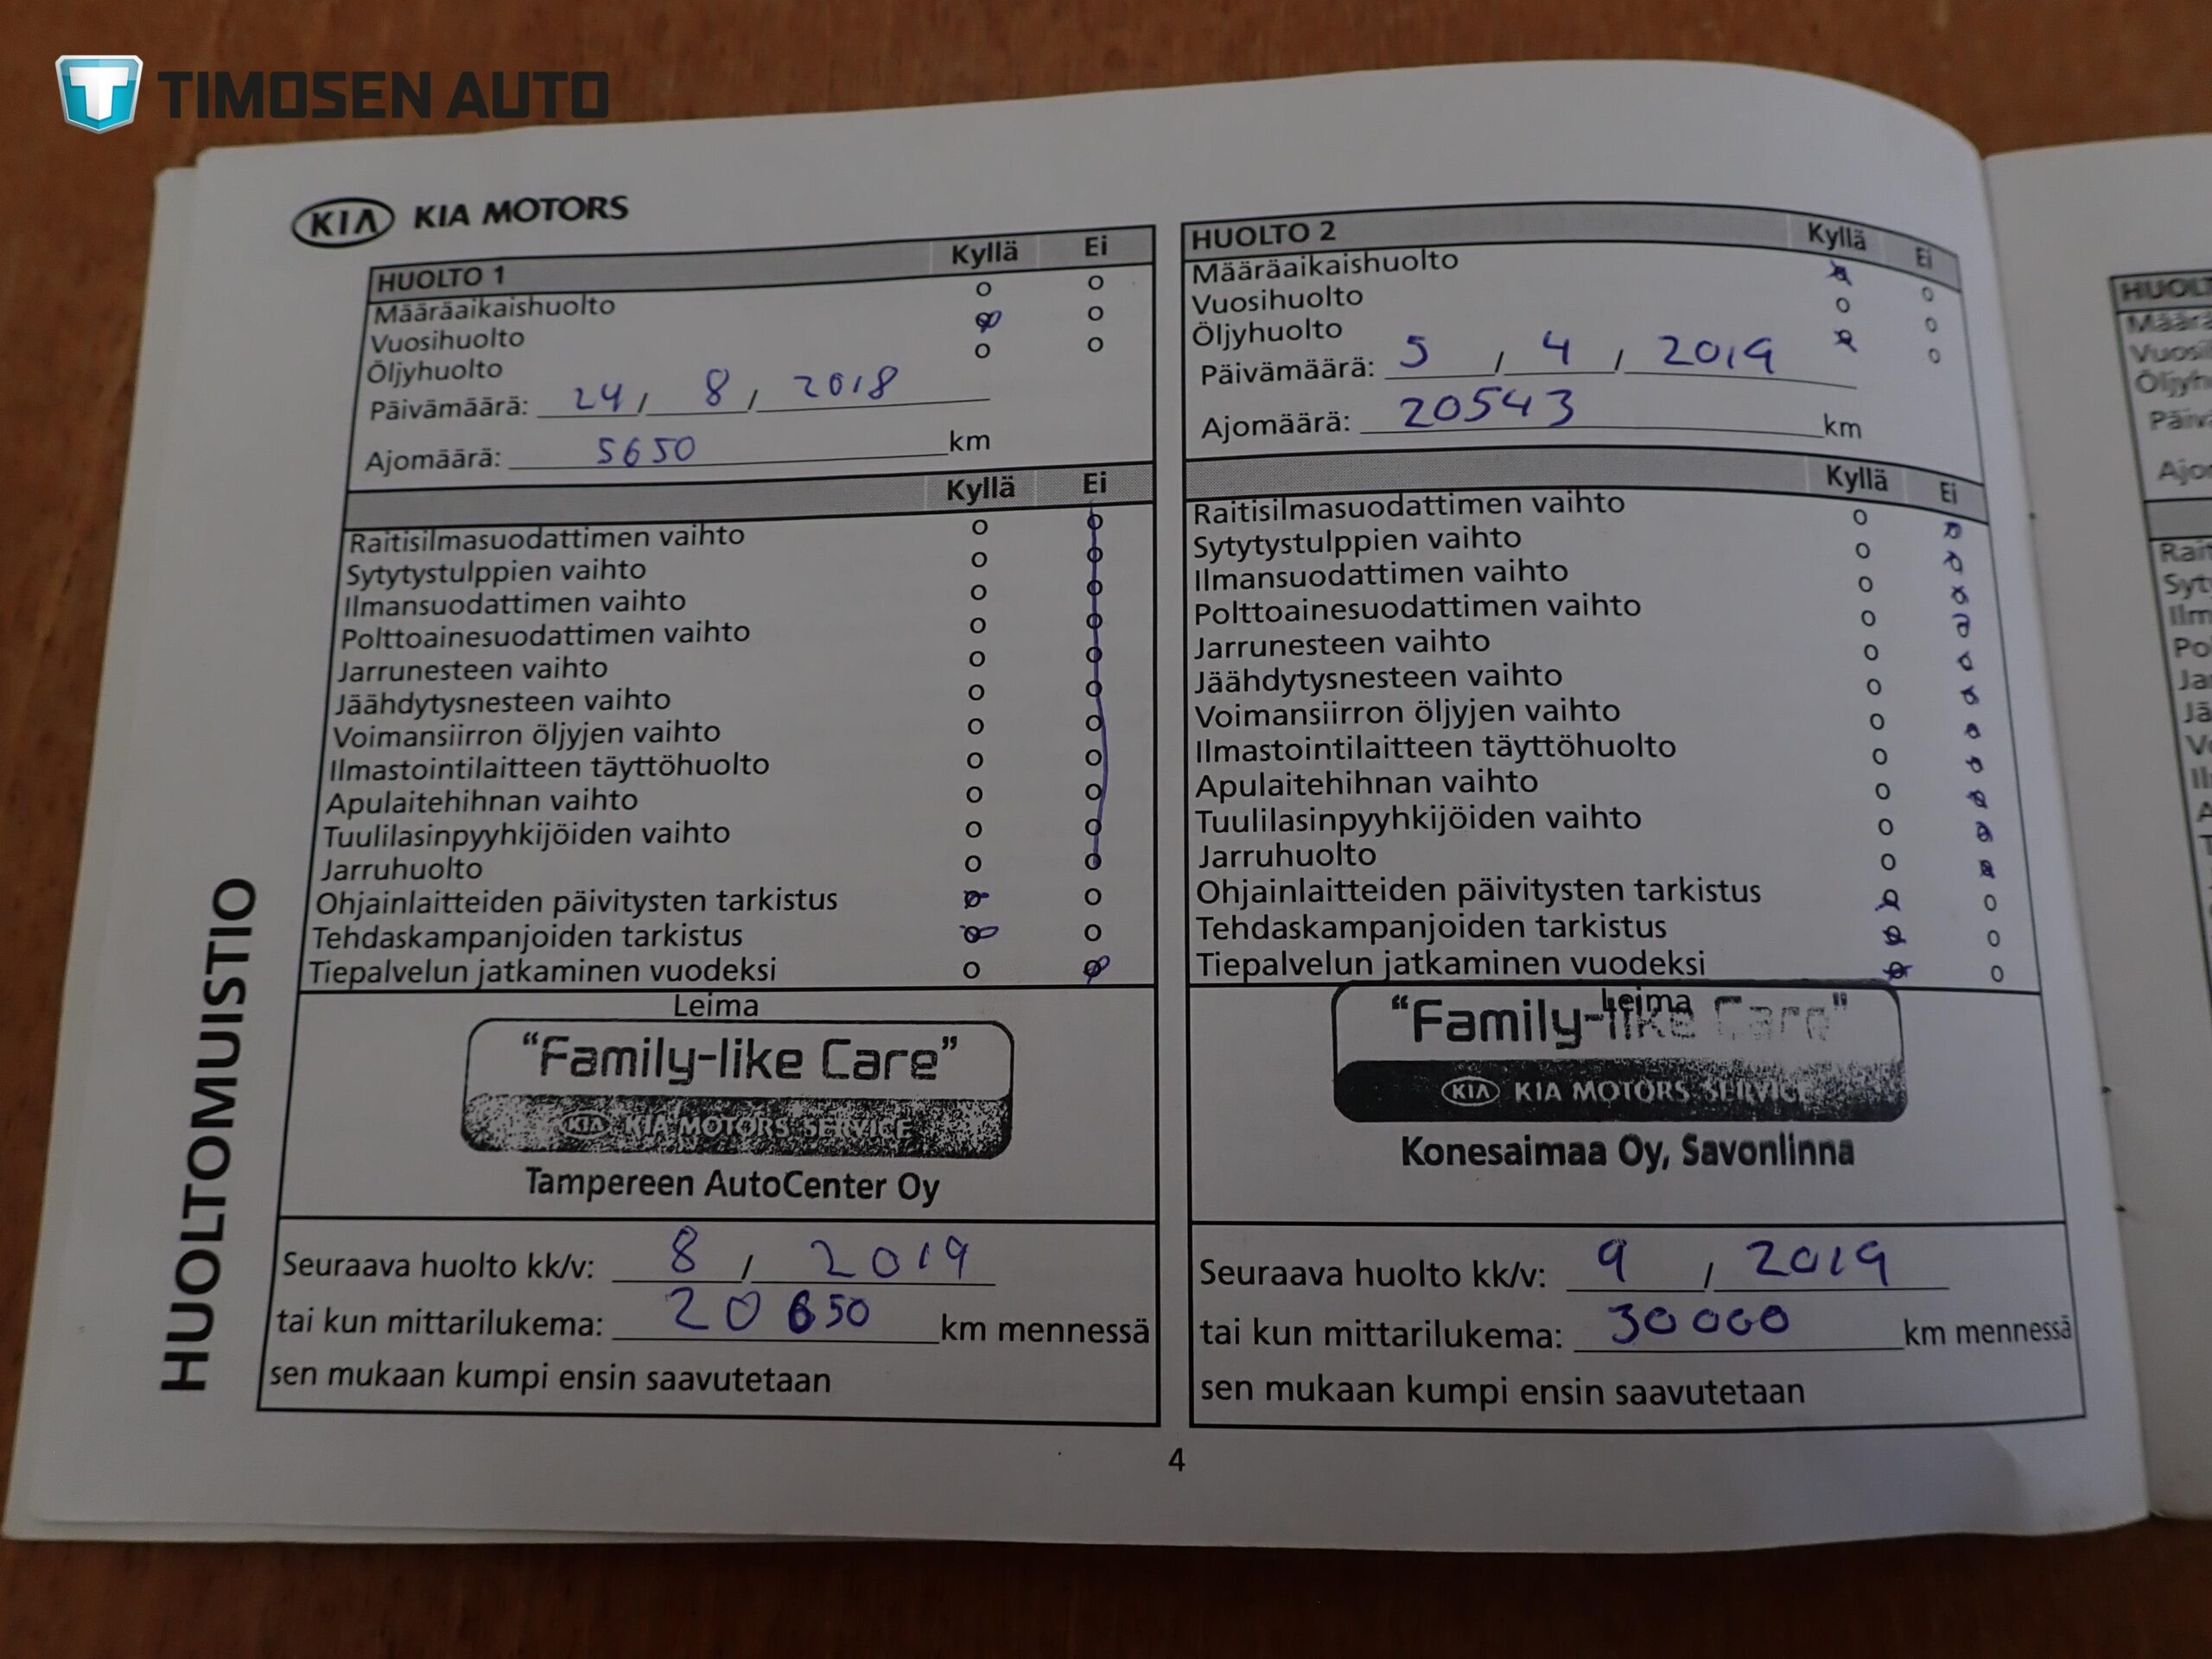 TIMOSEN AUTO
KIA KIA MOTORS
HUOLTOMUISTIO
HUOLTO 1 Kyllä Ei
Määräaikaishuolto o o
Vuosihuolto o o
Öljyhuolto o o
Päivämäärä: 24 / 8 / 2018
Ajomäärä: 5650 km
Kyllä Ei
Raitisilmasuodattimen vaihto o o
Sytytystulppien vaihto o o
Ilmansuodattimen vaihto o o
Polttoainesuodattimen vaihto o o
Jarrunesteen vaihto o o
Jäähdytysnesteen vaihto o o
Voimansiirron öljyjen vaihto o o
Ilmastointilaitteen täyttöhuolto o o
Apulaitehihnan vaihto o o
Tuulilasinpyyhkijöiden vaihto o o
Jarruhuolto o o
Ohjainlaitteiden päivitysten tarkistus o o
Tehdaskampanjoiden tarkistus o o
Tiepalvelun jatkaminen vuodeksi o o
Leima
"Family-like Care"
KIA KIA MOTORS SERVICE
Tampereen AutoCenter Oy
Seuraava huolto kk/v: 8 / 2019
tai kun mittarilukema: 20650 km mennessä
sen mukaan kumpi ensin saavutetaan
HUOLTO 2 Kyllä Ei
Määräaikaishuolto o o
Vuosihuolto o o
Öljyhuolto o o
Päivämäärä: 5 / 4 / 2019
Ajomäärä: 20543 km
Kyllä Ei
Raitisilmasuodattimen vaihto o o
Sytytystulppien vaihto o o
Ilmansuodattimen vaihto o o
Polttoainesuodattimen vaihto o o
Jarrunesteen vaihto o o
Jäähdytysnesteen vaihto o o
Voimansiirron öljyjen vaihto o o
Ilmastointilaitteen täyttöhuolto o o
Apulaitehihnan vaihto o o
Tuulilasinpyyhkijöiden vaihto o o
Jarruhuolto o o
Ohjainlaitteiden päivitysten tarkistus o o
Tehdaskampanjoiden tarkistus o o
Tiepalvelun jatkaminen vuodeksi o o
Leima
"Family-like Care"
KIA KIA MOTORS SERVICE
Konesaimaa Oy, Savonlinna
Seuraava huolto kk/v: 9 / 2019
tai kun mittarilukema: 30000 km mennessä
sen mukaan kumpi ensin saavutetaan
4